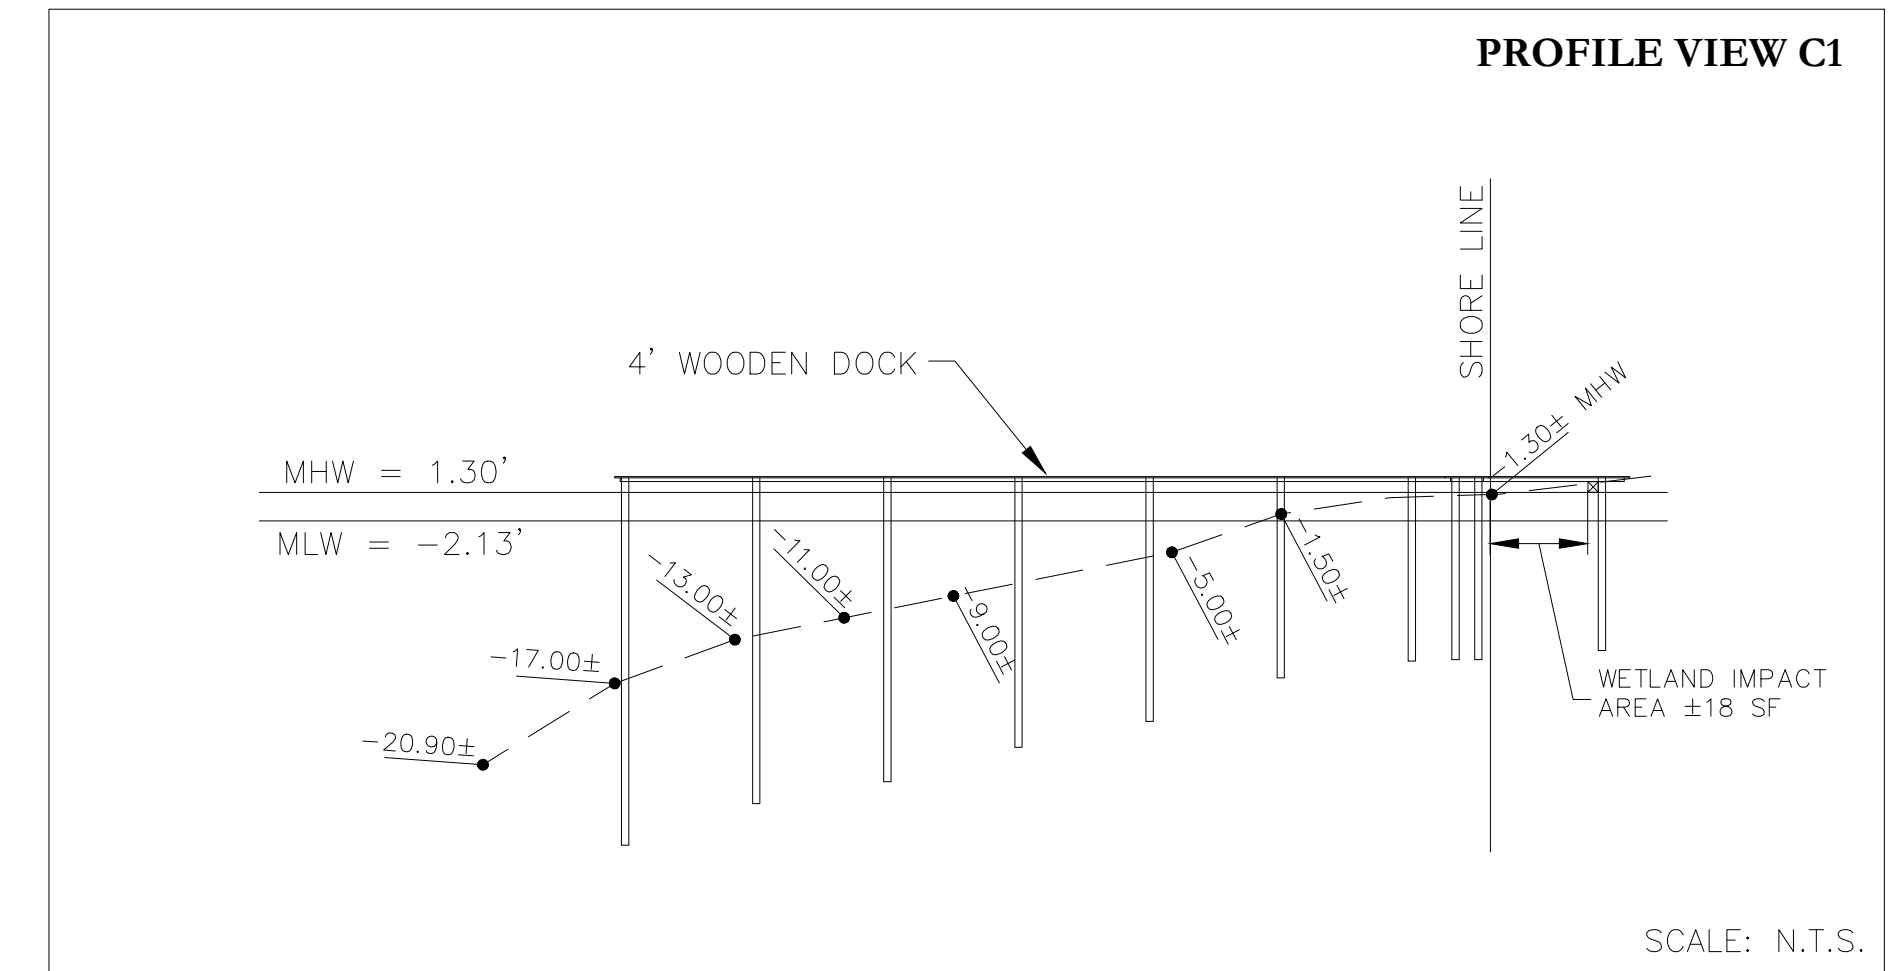 PROFILE VIEW C1
SHORE LINE
4' WOODEN DOCK
-1.30± MHW
MHW = 1.30'
MLW = -2.13'
-13.00±
-11.00±
-9.00±
-5.00±
-1.50±
-17.00±
-20.90±
WETLAND IMPACT
AREA ±18 SF
SCALE: N.T.S.